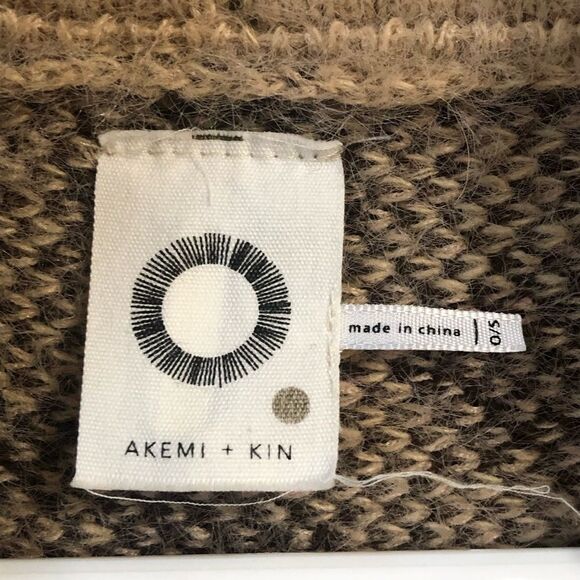 AKEMI + KIN
made in china
O/S